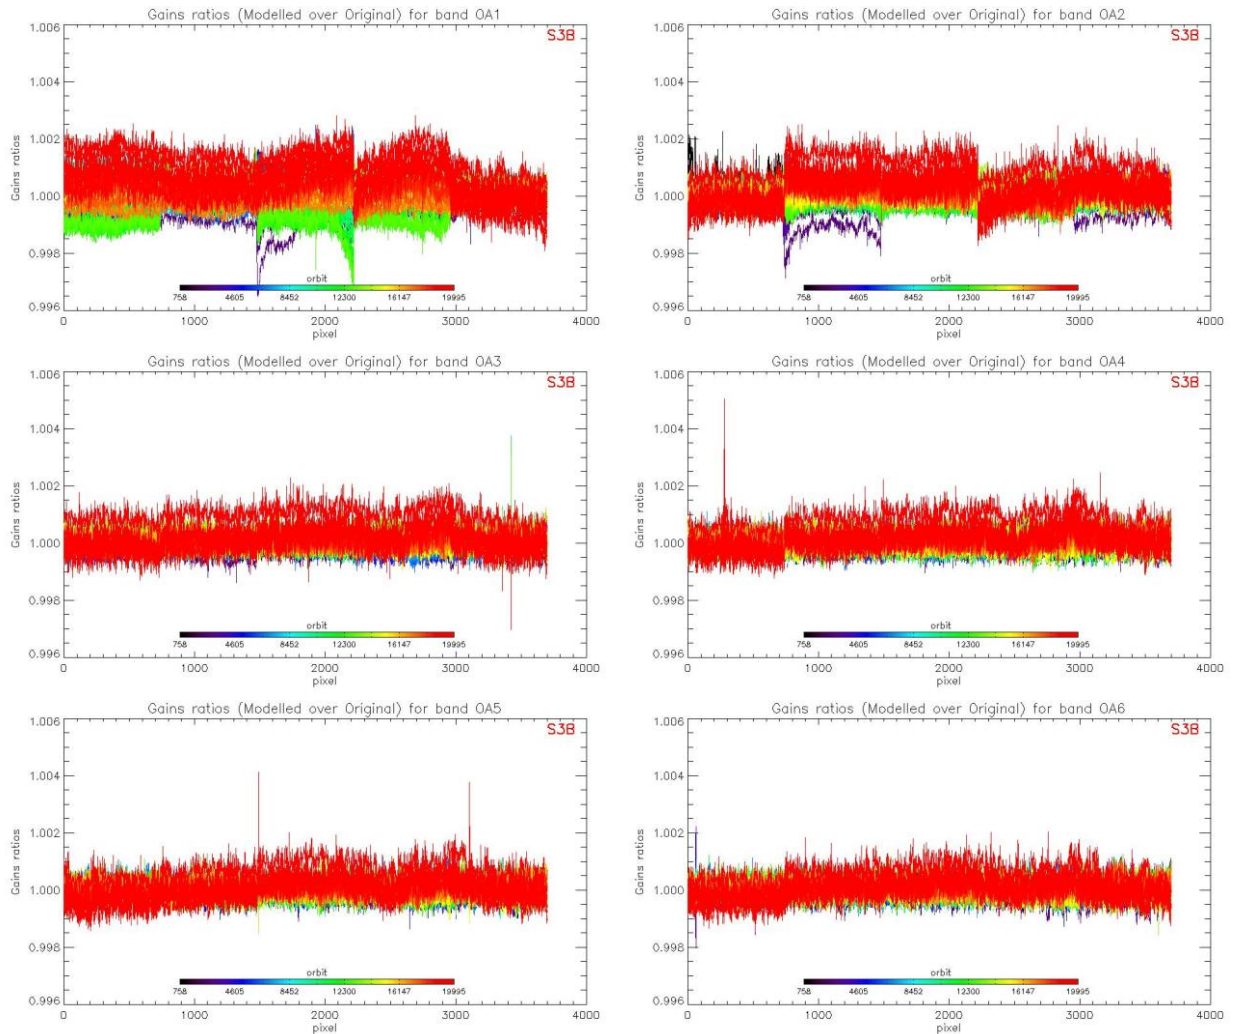 Gains ratios (Modelled over Original) for band OA1
S3B
1.006
1.004
1.002
1.000
0.998
0.996
Gains ratios
orbit
758 4605 8452 12300 16147 19995
0 1000 2000 3000 4000
pixel
Gains ratios (Modelled over Original) for band OA2
S3B
1.006
1.004
1.002
1.000
0.998
0.996
Gains ratios
orbit
758 4605 8452 12300 16147 19995
0 1000 2000 3000 4000
pixel
Gains ratios (Modelled over Original) for band OA3
S3B
1.006
1.004
1.002
1.000
0.998
0.996
Gains ratios
orbit
758 4605 8452 12300 16147 19995
0 1000 2000 3000 4000
pixel
Gains ratios (Modelled over Original) for band OA4
S3B
1.006
1.004
1.002
1.000
0.998
0.996
Gains ratios
orbit
758 4605 8452 12300 16147 19995
0 1000 2000 3000 4000
pixel
Gains ratios (Modelled over Original) for band OA5
S3B
1.006
1.004
1.002
1.000
0.998
0.996
Gains ratios
orbit
758 4605 8452 12300 16147 19995
0 1000 2000 3000 4000
pixel
Gains ratios (Modelled over Original) for band OA6
S3B
1.006
1.004
1.002
1.000
0.998
0.996
Gains ratios
orbit
758 4605 8452 12300 16147 19995
0 1000 2000 3000 4000
pixel